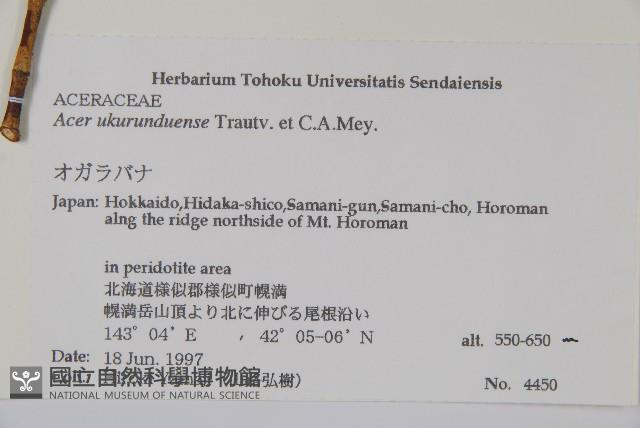 Herbarium Tohoku Universitatis Sendaiensis
ACERACEAE
Acer ukurunduense Trautv. et C.A.Mey.
オガラバナ
Japan: Hokkaido,Hidaka-shico,Samani-gun,Samani-cho, Horoman
alng the ridge northside of Mt. Horoman
in peridotite area
北海道様似郡様似町幌満
幌満岳山頂より北に伸びる尾根沿い
143° 04' E , 42° 05-06' N alt. 550-650
Date: 18 Jun. 1997
弘樹）
No. 4450
國立自然科學博物館
NATIONAL MUSEUM OF NATURAL SCIENCE